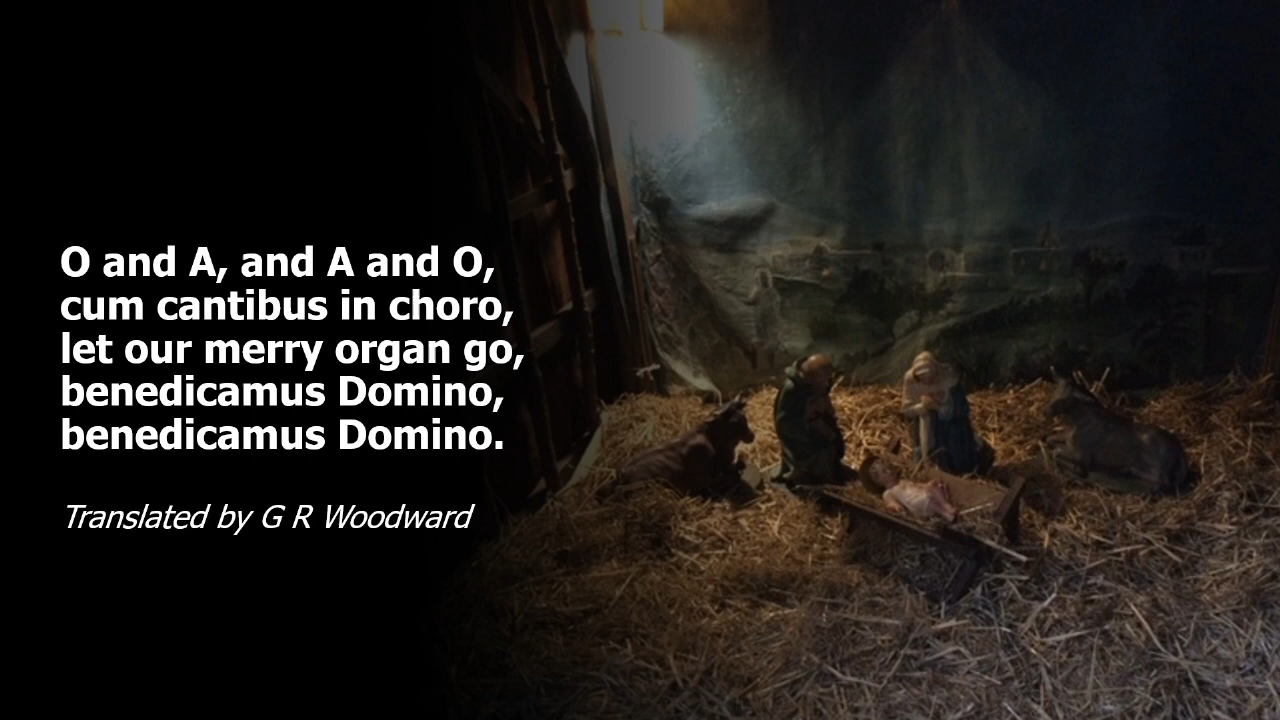 O and A, and A and O,
cum cantibus in choro,
let our merry organ go,
benedicamus Domino,
benedicamus Domino.
Translated by G R Woodward